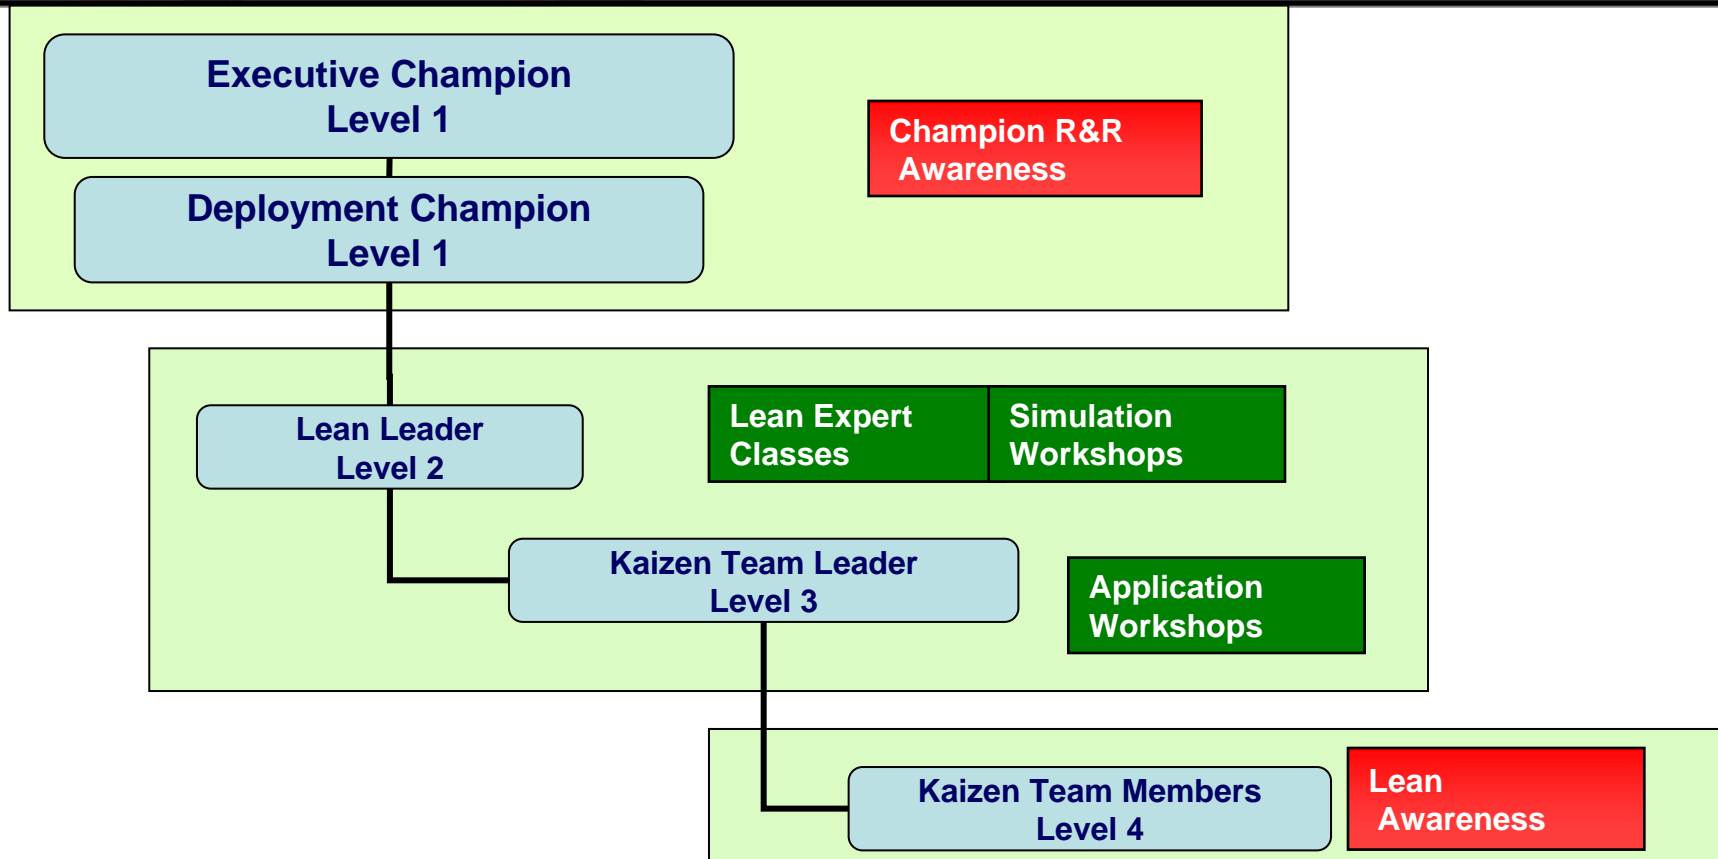 Executive Champion
Level 1
Champion R&R
Awareness
Deployment Champion
Level 1
Lean Leader
Level 2
Lean Expert
Classes
Simulation
Workshops
Kaizen Team Leader
Level 3
Application
Workshops
Kaizen Team Members
Level 4
Lean
Awareness